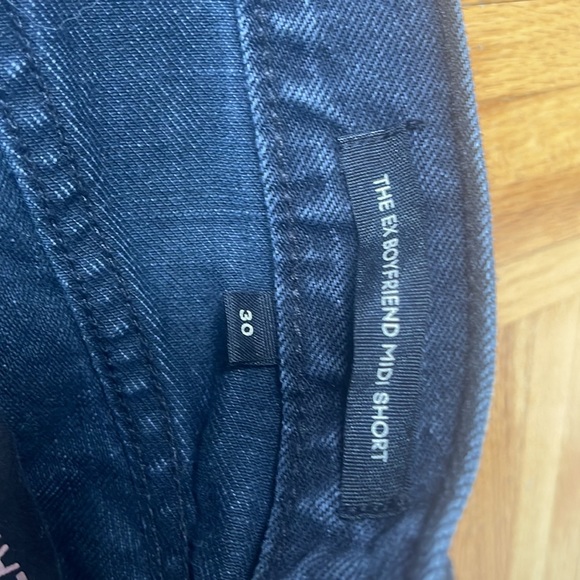 THE EX BOYFRIEND MIDI SHORT
30